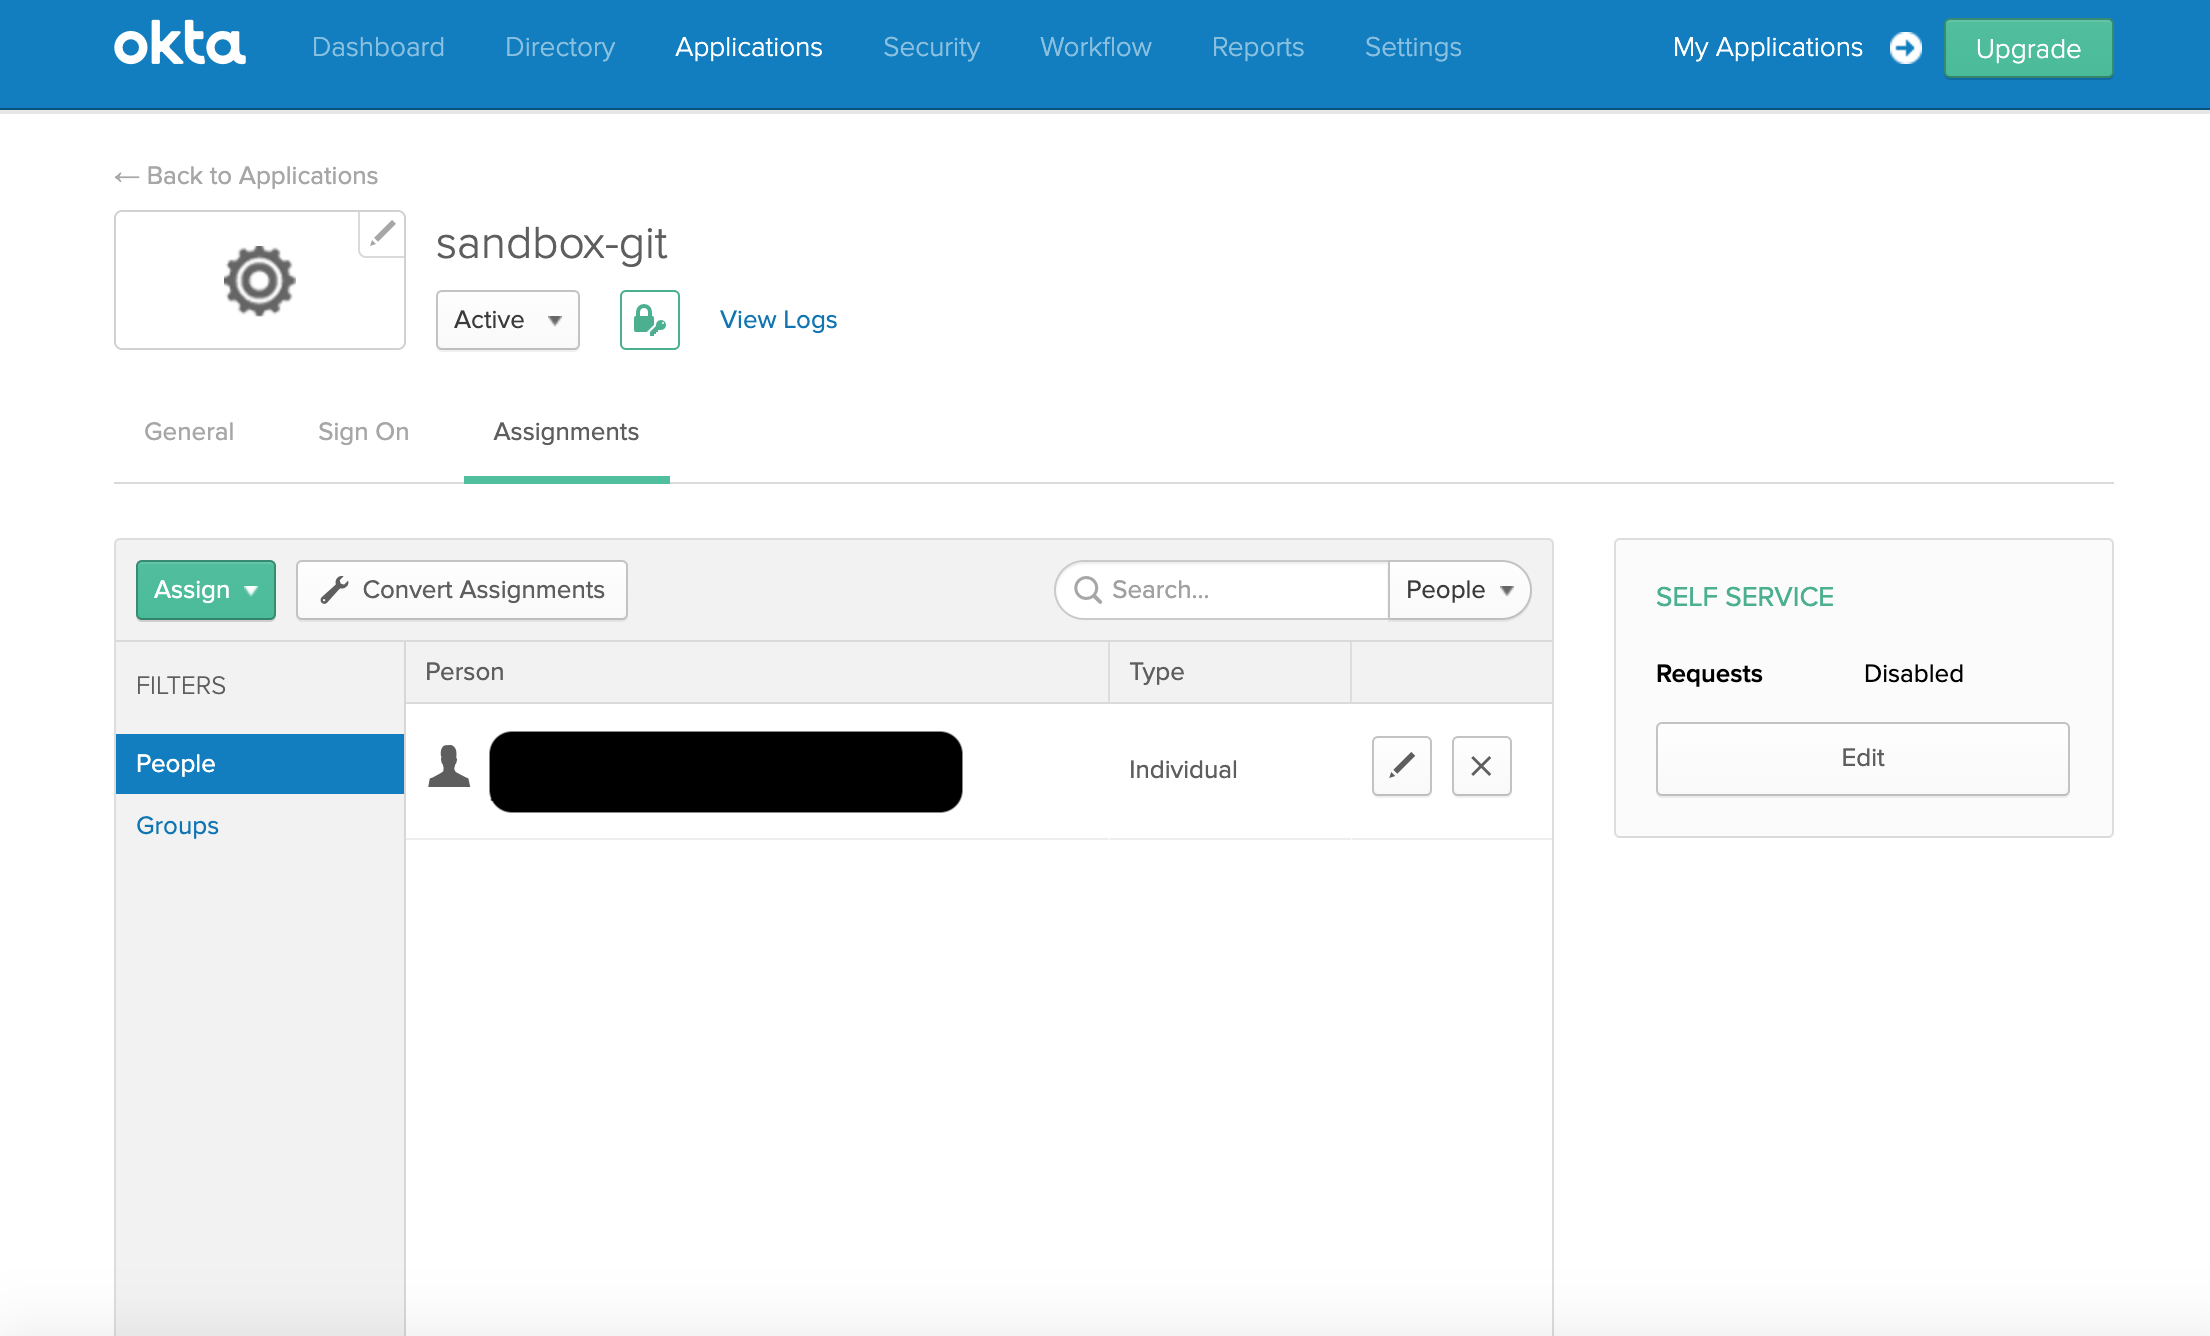 okta Dashboard Directory Applications Security Workflow Reports Settings My Applications Upgrade
← Back to Applications
sandbox-git
Active View Logs
General Sign On Assignments
Assign Convert Assignments Search... People
SELF SERVICE
FILTERS Person Type
Requests Disabled
People Individual
Edit
Groups